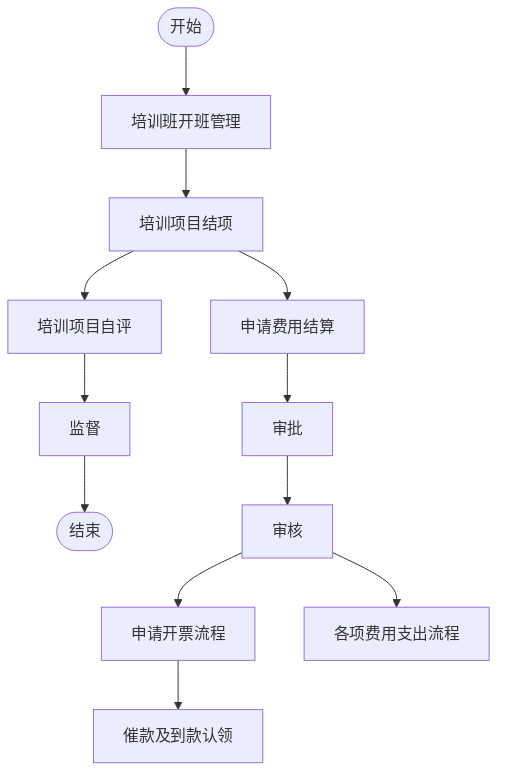 开始
培训班开班管理
培训项目结项
培训项目自评
申请费用结算
监督
审批
结束
审核
申请开票流程
各项费用支出流程
催款及到款认领